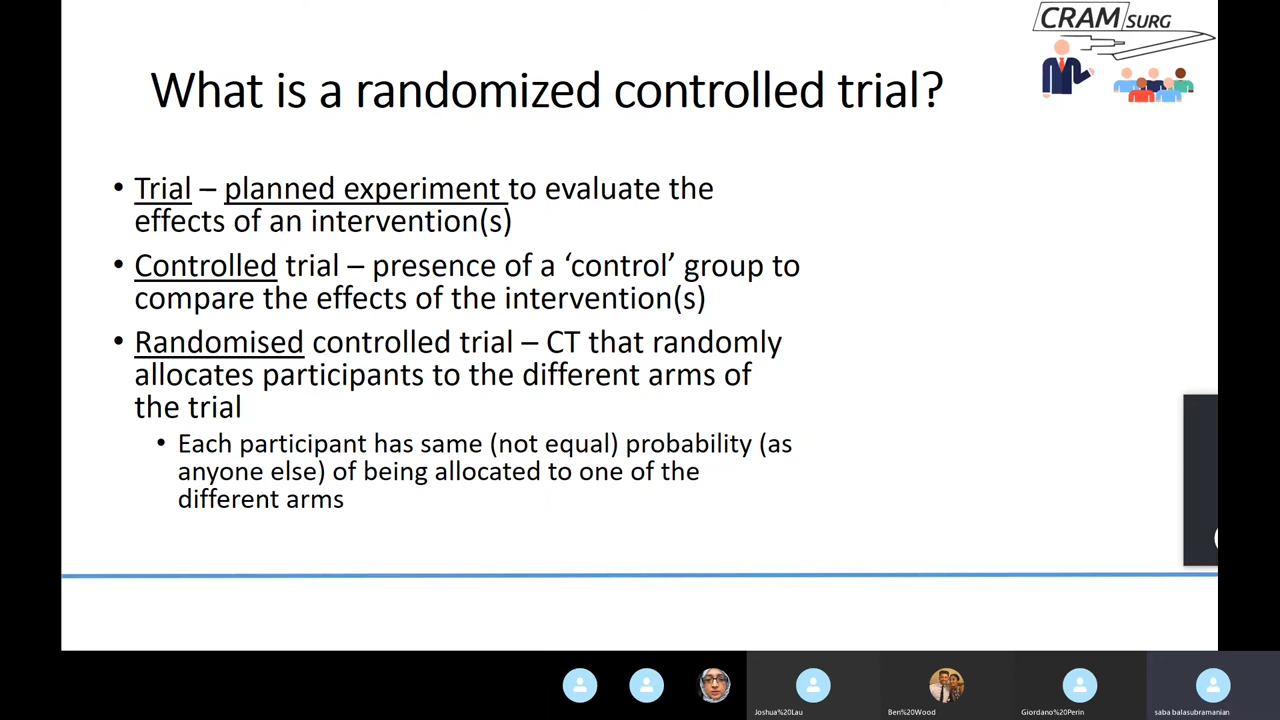 CRAM SURG
What is a randomized controlled trial?
• Trial – planned experiment to evaluate the
effects of an intervention(s)
• Controlled trial – presence of a ‘control’ group to
compare the effects of the intervention(s)
• Randomised controlled trial – CT that randomly
allocates participants to the different arms of
the trial
• Each participant has same (not equal) probability (as
anyone else) of being allocated to one of the
different arms
Joshua%20Lau
Ben%20Wood
Giordano%20Perin
saba balasubramanian